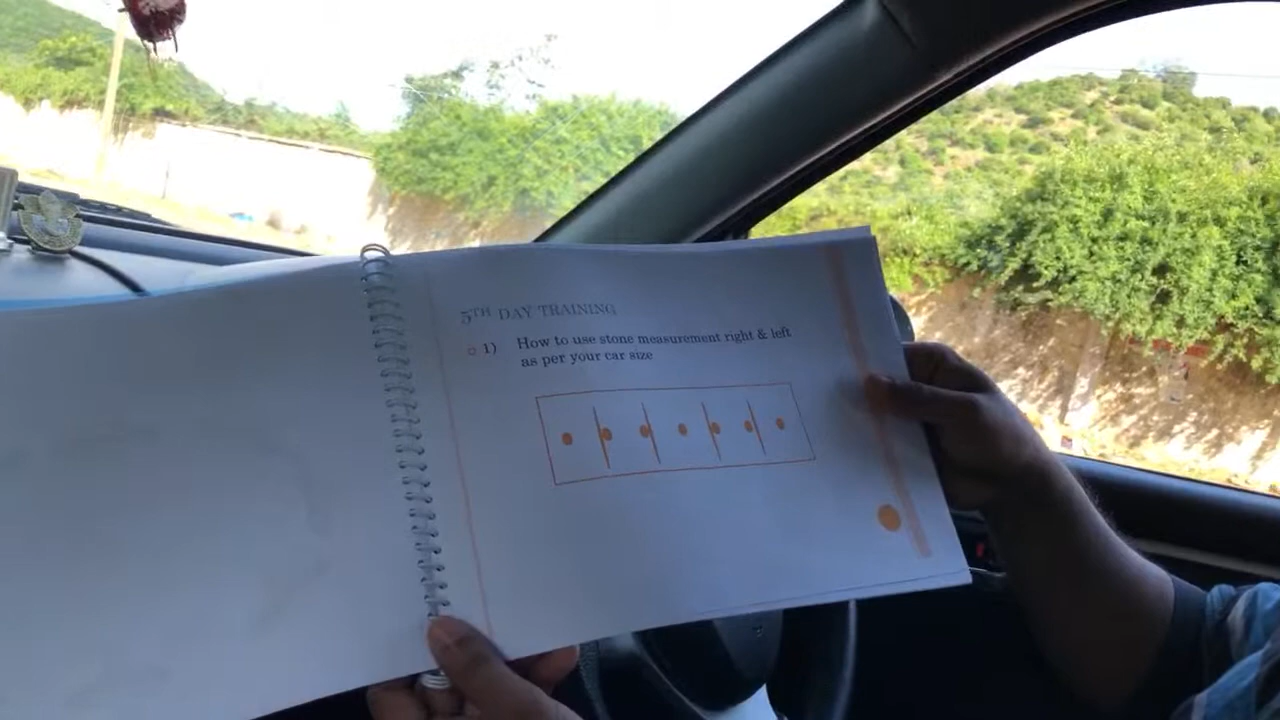 5TH DAY TRAINING
1) How to use stone measurement right & left
as per your car size